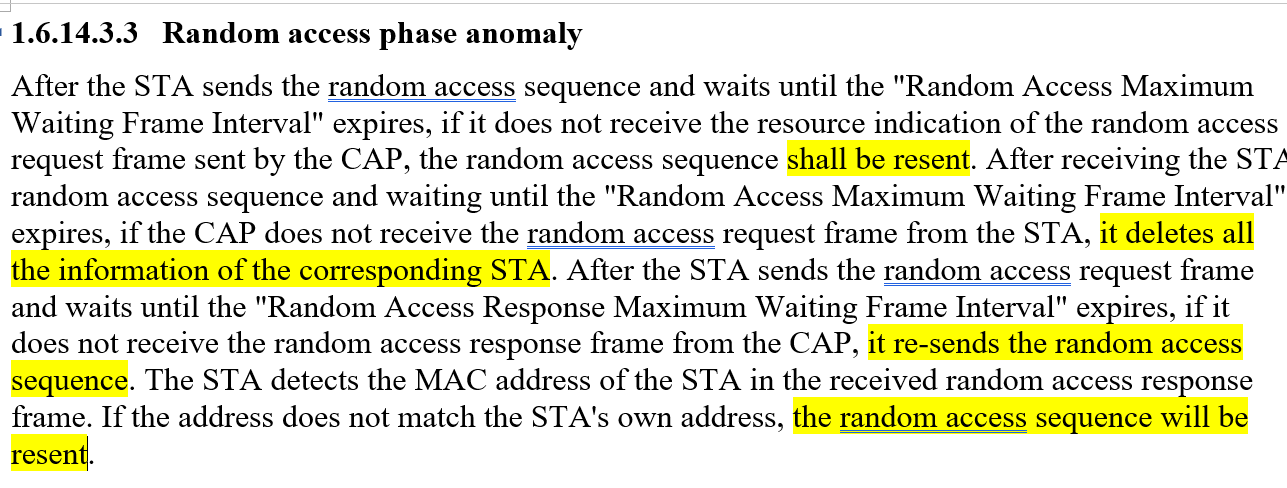 1.6.14.3.3 Random access phase anomaly
After the STA sends the random access sequence and waits until the "Random Access Maximum
Waiting Frame Interval" expires, if it does not receive the resource indication of the random access
request frame sent by the CAP, the random access sequence shall be resent. After receiving the STA
random access sequence and waiting until the "Random Access Maximum Waiting Frame Interval"
expires, if the CAP does not receive the random access request frame from the STA, it deletes all
the information of the corresponding STA. After the STA sends the random access request frame
and waits until the "Random Access Response Maximum Waiting Frame Interval" expires, if it
does not receive the random access response frame from the CAP, it re-sends the random access
sequence. The STA detects the MAC address of the STA in the received random access response
frame. If the address does not match the STA's own address, the random access sequence will be
resent.